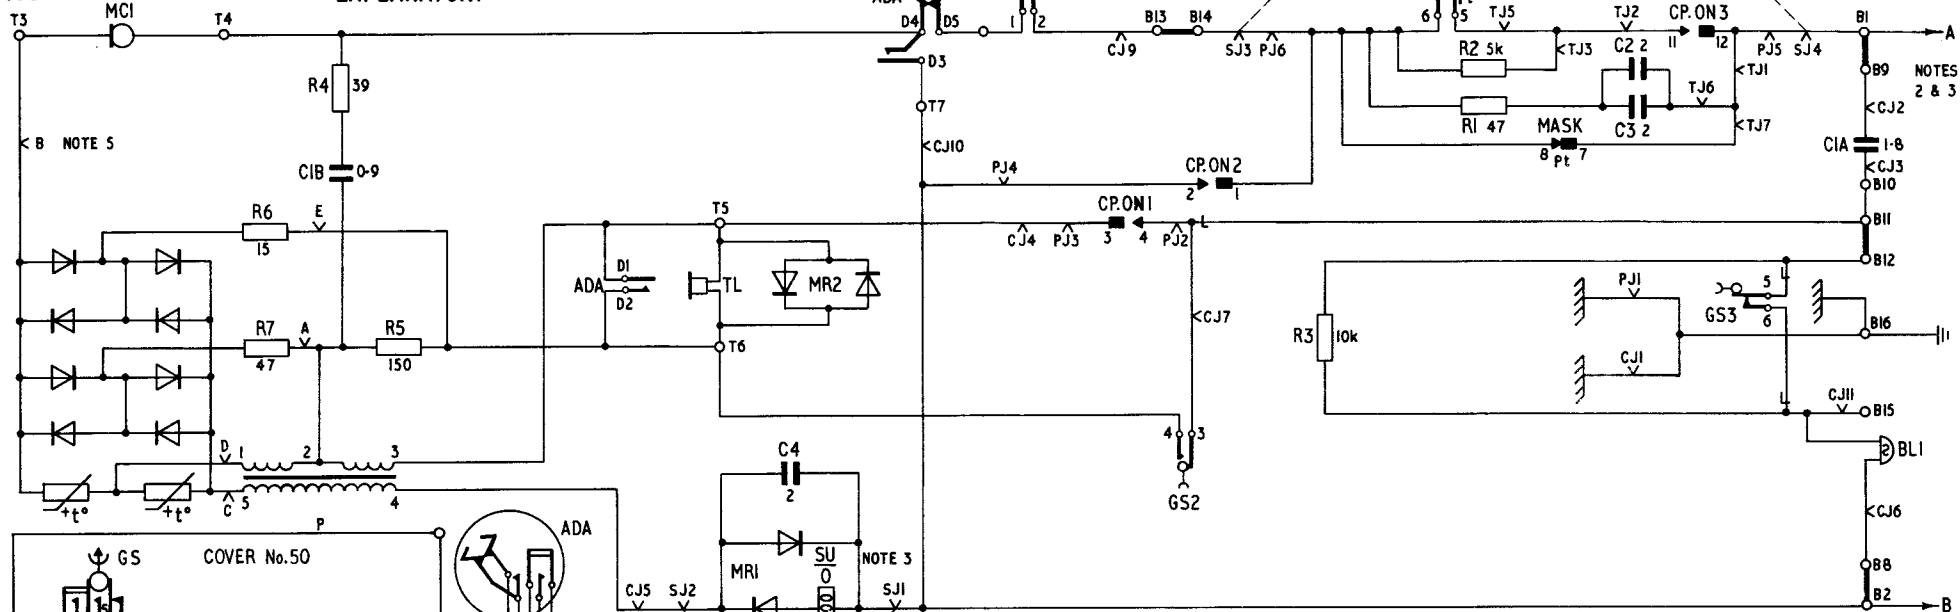 T3
MC1
T4
D4
D5
1
2
CJ9
B13
B14
SJ3
PJ6
6
5
TJ5
TJ2
CP.ON3
11
12
PJ5
SJ4
B1
A
R4
39
D3
R2 5k
TJ3
C2 2
TJ1
B9
NOTES
2 & 3
T7
R1 47
C3 2
TJ6
TJ7
CJ2
B NOTE 5
CJ10
MASK
8 Pt 7
C1A
1·8
CJ3
C1B
0·9
PJ4
CP.ON2
2
1
B10
R6
15
E
T5
CJ4
PJ3
CP.ON1
3
4
PJ2
L
B11
B12
D1
ADA
D2
TL
MR2
CJ7
PJ1
L
5
GS3
6
B16
R7
47
A
R5
150
T6
R3
10k
CJ1
L
CJ11
B15
D
1
2
3
4
3
BL1
C4
2
+t°
+t°
C
5
4
GS2
CJ6
P
GS
COVER No.50
ADA
MR1
SU
0
NOTE 3
B8
CJ5
SJ2
SJ1
B2
B